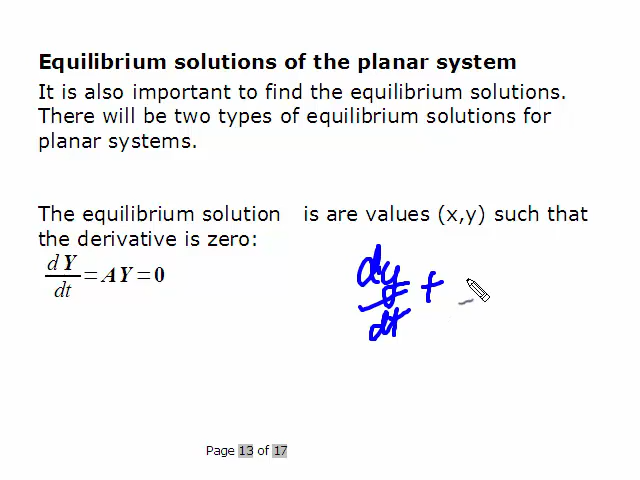 Equilibrium solutions of the planar system
It is also important to find the equilibrium solutions.
There will be two types of equilibrium solutions for
planar systems.
The equilibrium solution is are values (x,y) such that
the derivative is zero:
dY/dt = AY = 0
dy/dt +
Page 13 of 17